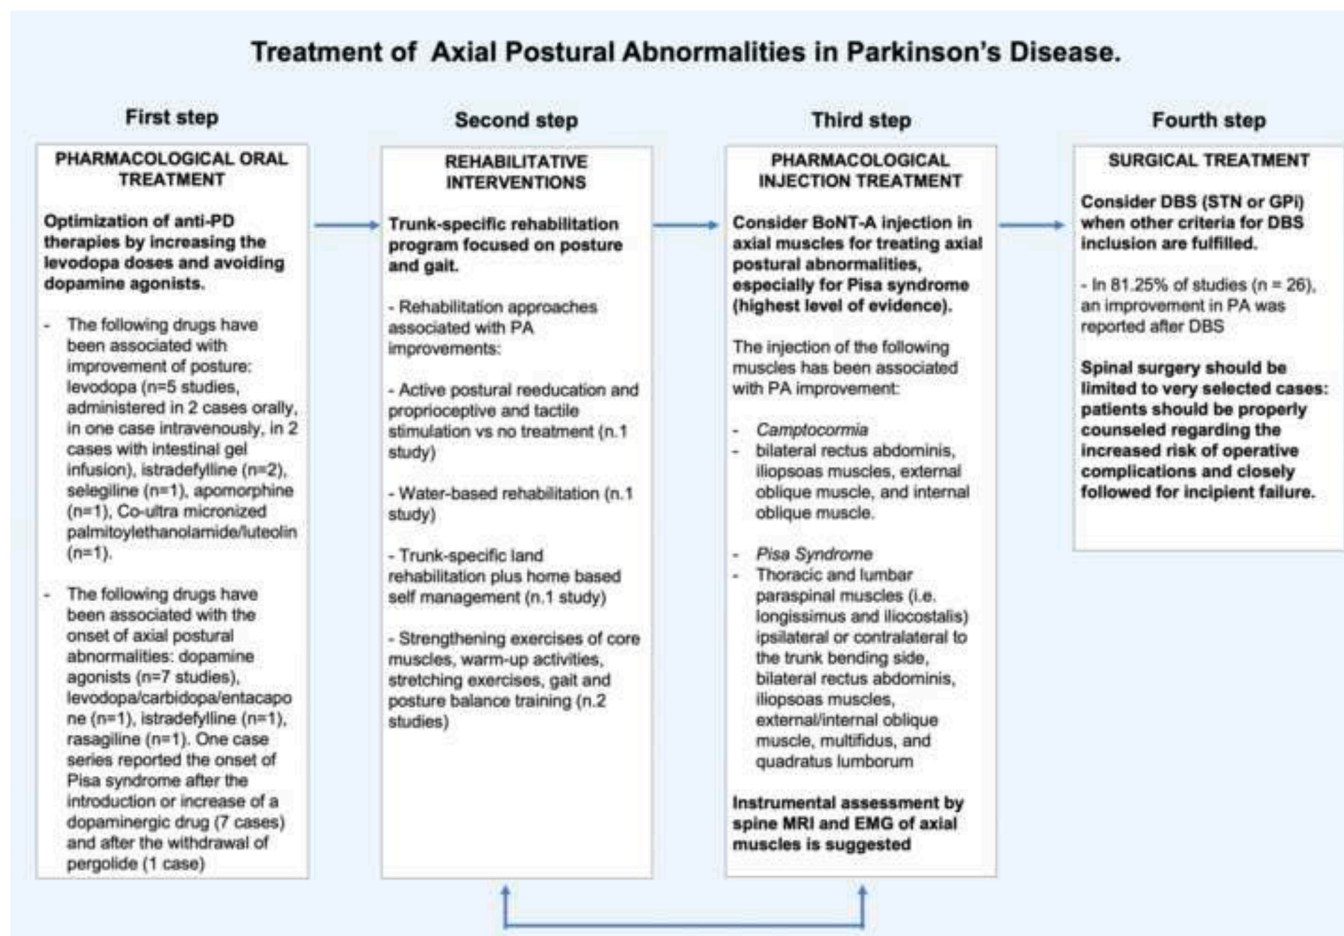 Treatment of  Axial Postural Abnormalities in Parkinson's Disease.
First step
PHARMACOLOGICAL ORAL
TREATMENT
Optimization of anti-PD
therapies by increasing the
levodopa doses and avoiding
dopamine agonists.
- The following drugs have
been associated with
improvement of posture:
levodopa (n=5 studies,
administered in 2 cases orally,
in one case intravenously, in 2
cases with intestinal gel
infusion), istradefylline (n=2),
selegiline (n=1), apomorphine
(n=1), Co-ultra micronized
palmitoylethanolamide/luteolin
(n=1).
- The following drugs have
been associated with the
onset of axial postural
abnormalities: dopamine
agonists (n=7 studies),
levodopa/carbidopa/entacapo
ne (n=1), istradefylline (n=1),
rasagiline (n=1). One case
series reported the onset of
Pisa syndrome after the
introduction or increase of a
dopaminergic drug (7 cases)
and after the withdrawal of
pergolide (1 case)
Second step
REHABILITATIVE
INTERVENTIONS
Trunk-specific rehabilitation
program focused on posture
and gait.
- Rehabilitation approaches
associated with PA
improvements:
- Active postural reeducation and
proprioceptive and tactile
stimulation vs no treatment (n.1
study)
- Water-based rehabilitation (n.1
study)
- Trunk-specific land
rehabilitation plus home based
self management (n.1 study)
- Strengthening exercises of core
muscles, warm-up activities,
stretching exercises, gait and
posture balance training (n.2
studies)
Third step
PHARMACOLOGICAL
INJECTION TREATMENT
Consider BoNT-A injection in
axial muscles for treating axial
postural abnormalities,
especially for Pisa syndrome
(highest level of evidence).
The injection of the following
muscles has been associated
with PA improvement:
- Camptocormia
- bilateral rectus abdominis,
iliopsoas muscles, external
oblique muscle, and internal
oblique muscle.
- Pisa Syndrome
- Thoracic and lumbar
paraspinal muscles (i.e.
longissimus and iliocostalis)
ipsilateral or contralateral to
the trunk bending side,
bilateral rectus abdominis,
iliopsoas muscles,
external/internal oblique
muscle, multifidus, and
quadratus lumborum
Instrumental assessment by
spine MRI and EMG of axial
muscles is suggested
Fourth step
SURGICAL TREATMENT
Consider DBS (STN or GPi)
when other criteria for DBS
inclusion are fulfilled.
- In 81.25% of studies (n = 26),
an improvement in PA was
reported after DBS
Spinal surgery should be
limited to very selected cases:
patients should be properly
counseled regarding the
increased risk of operative
complications and closely
followed for incipient failure.